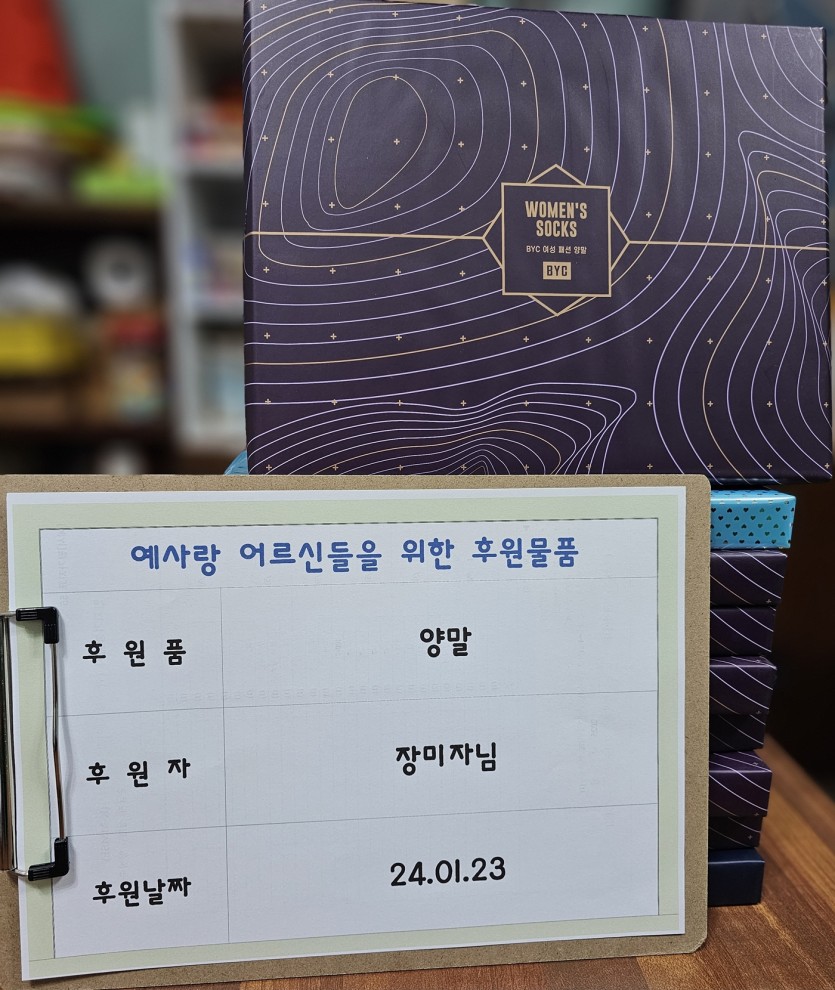 WOMEN'S
SOCKS
BYC 여성 패션 양말
BYC
예사랑 어르신들을 위한 후원물품
후 원 품 양말
후 원 자 장미자님
후원날짜 24.01.23